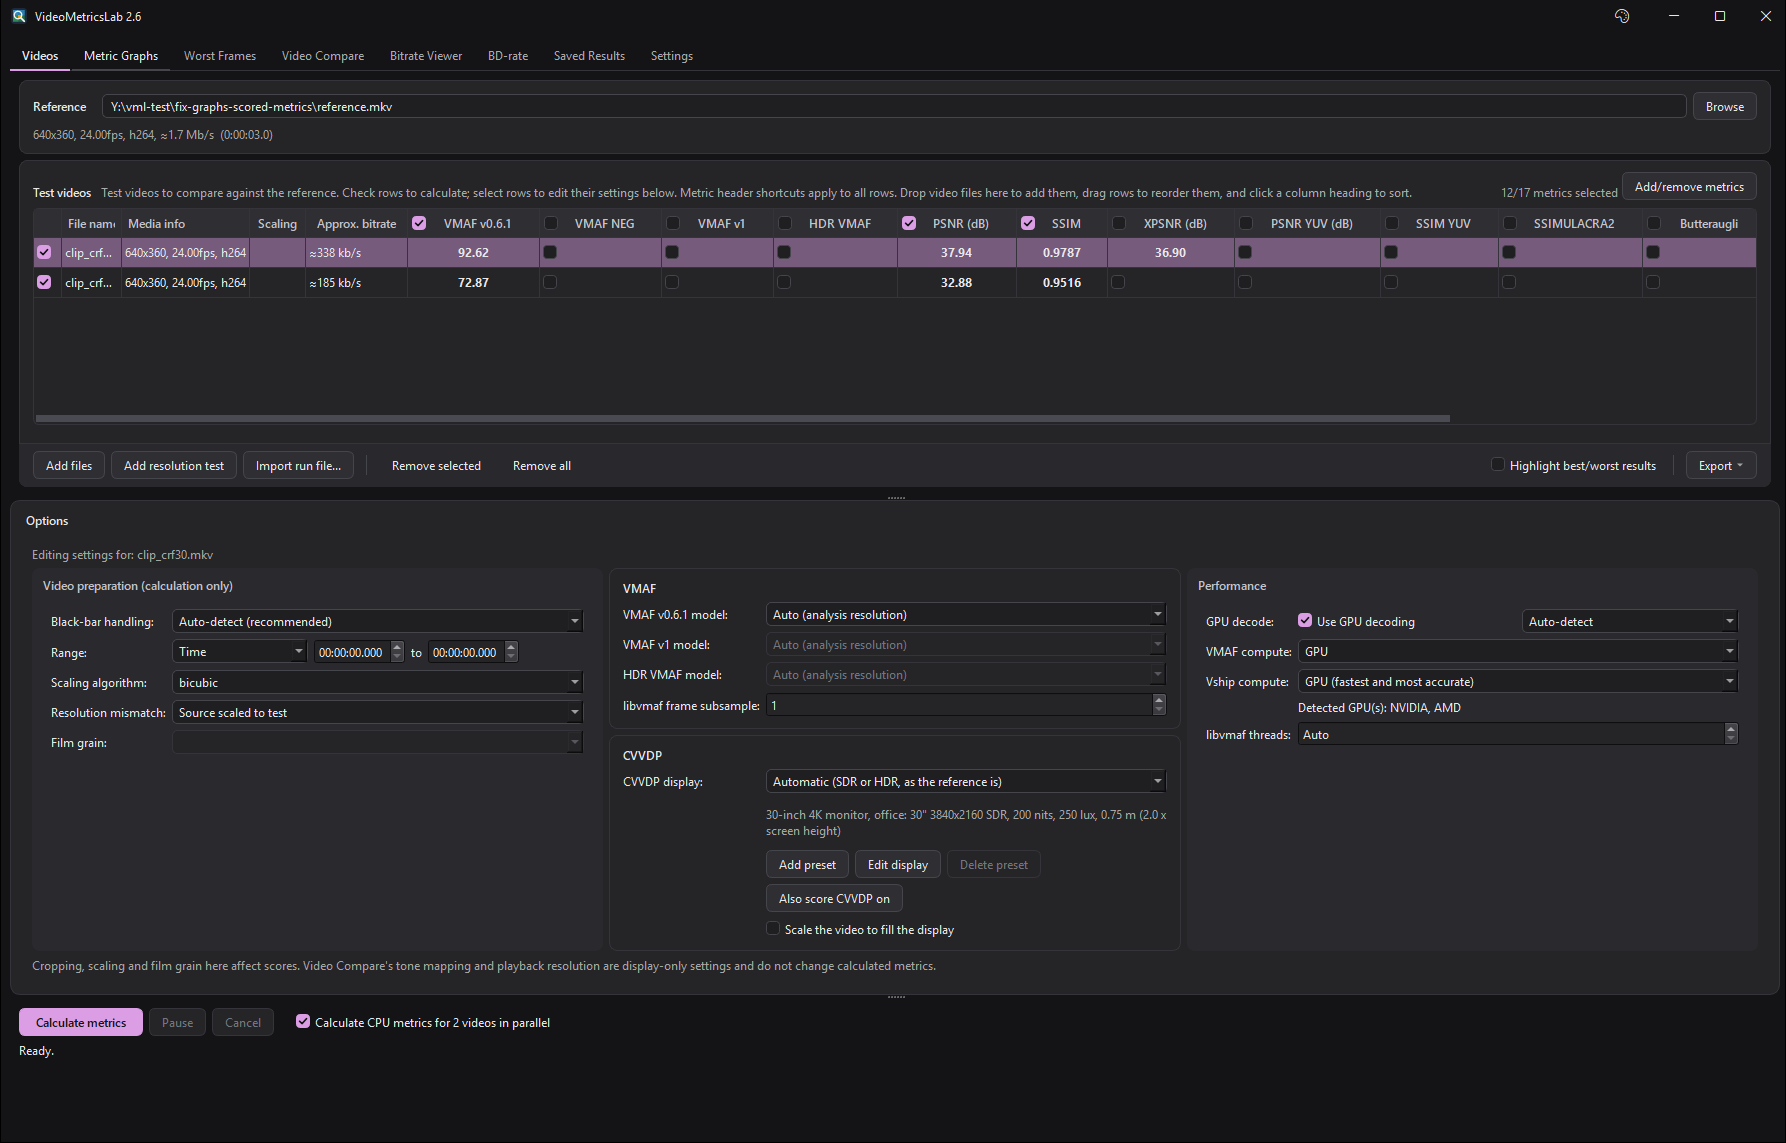 VideoMetricsLab 2.6
Videos Metric Graphs Worst Frames Video Compare Bitrate Viewer BD-rate Saved Results Settings
Reference Y:\vml-test\fix-graphs-scored-metrics\reference.mkv Browse
640x360, 24.00fps, h264, ≈1.7 Mb/s (0:00:03.0)
Test videos Test videos to compare against the reference. Check rows to calculate; select rows to edit their settings below. Metric header shortcuts apply to all rows. Drop video files here to add them, drag rows to reorder them, and click a column heading to sort. 12/17 metrics selected Add/remove metrics
File name Media info Scaling Approx. bitrate VMAF v0.6.1 VMAF NEG VMAF v1 HDR VMAF PSNR (dB) SSIM XPSNR (dB) PSNR YUV (dB) SSIM YUV SSIMULACRA2 Butteraugli
clip_crf... 640x360, 24.00fps, h264 ≈338 kb/s 92.62 37.94 0.9787 36.90
clip_crf... 640x360, 24.00fps, h264 ≈185 kb/s 72.87 32.88 0.9516
Add files Add resolution test Import run file... Remove selected Remove all Highlight best/worst results Export
Options
Editing settings for: clip_crf30.mkv
Video preparation (calculation only)
Black-bar handling: Auto-detect (recommended)
Range: Time 00:00:00.000 to 00:00:00.000
Scaling algorithm: bicubic
Resolution mismatch: Source scaled to test
Film grain:
VMAF
VMAF v0.6.1 model: Auto (analysis resolution)
VMAF v1 model: Auto (analysis resolution)
HDR VMAF model: Auto (analysis resolution)
libvmaf frame subsample: 1
CVVDP
CVVDP display: Automatic (SDR or HDR, as the reference is)
30-inch 4K monitor, office: 30" 3840x2160 SDR, 200 nits, 250 lux, 0.75 m (2.0 x
screen height)
Add preset Edit display Delete preset
Also score CVVDP on
Scale the video to fill the display
Performance
GPU decode: Use GPU decoding Auto-detect
VMAF compute: GPU
Vship compute: GPU (fastest and most accurate)
Detected GPU(s): NVIDIA, AMD
libvmaf threads: Auto
Cropping, scaling and film grain here affect scores. Video Compare's tone mapping and playback resolution are display-only settings and do not change calculated metrics.
Calculate metrics Pause Cancel Calculate CPU metrics for 2 videos in parallel
Ready.